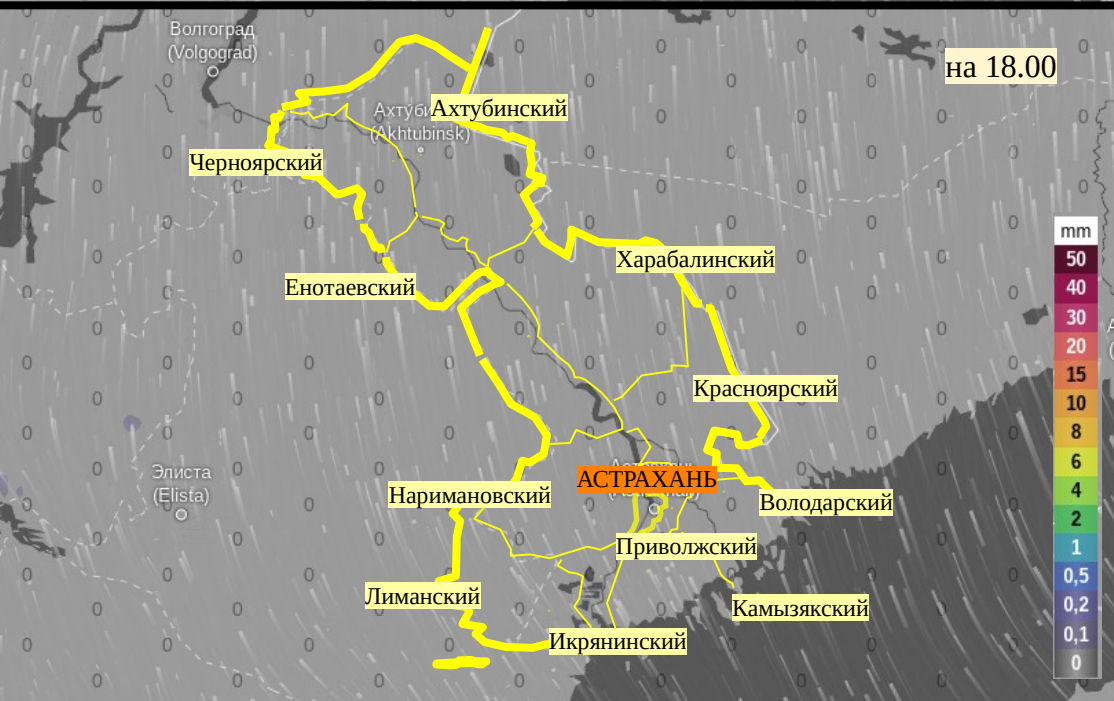 Волгоград
(Volgograd)
на 18.00
Ахтубинский
(Akhtubinsk)
Черноярский
mm
Харабалинский
50
Енотаевский
40
30
20
15
Красноярский
10
8
6
Элиста
(Elista)
АСТРАХАНЬ
Наримановский
Володарский
4
2
Приволжский
1
0,5
Лиманский
Камызякский
0,2
Икрянинский
0,1
0